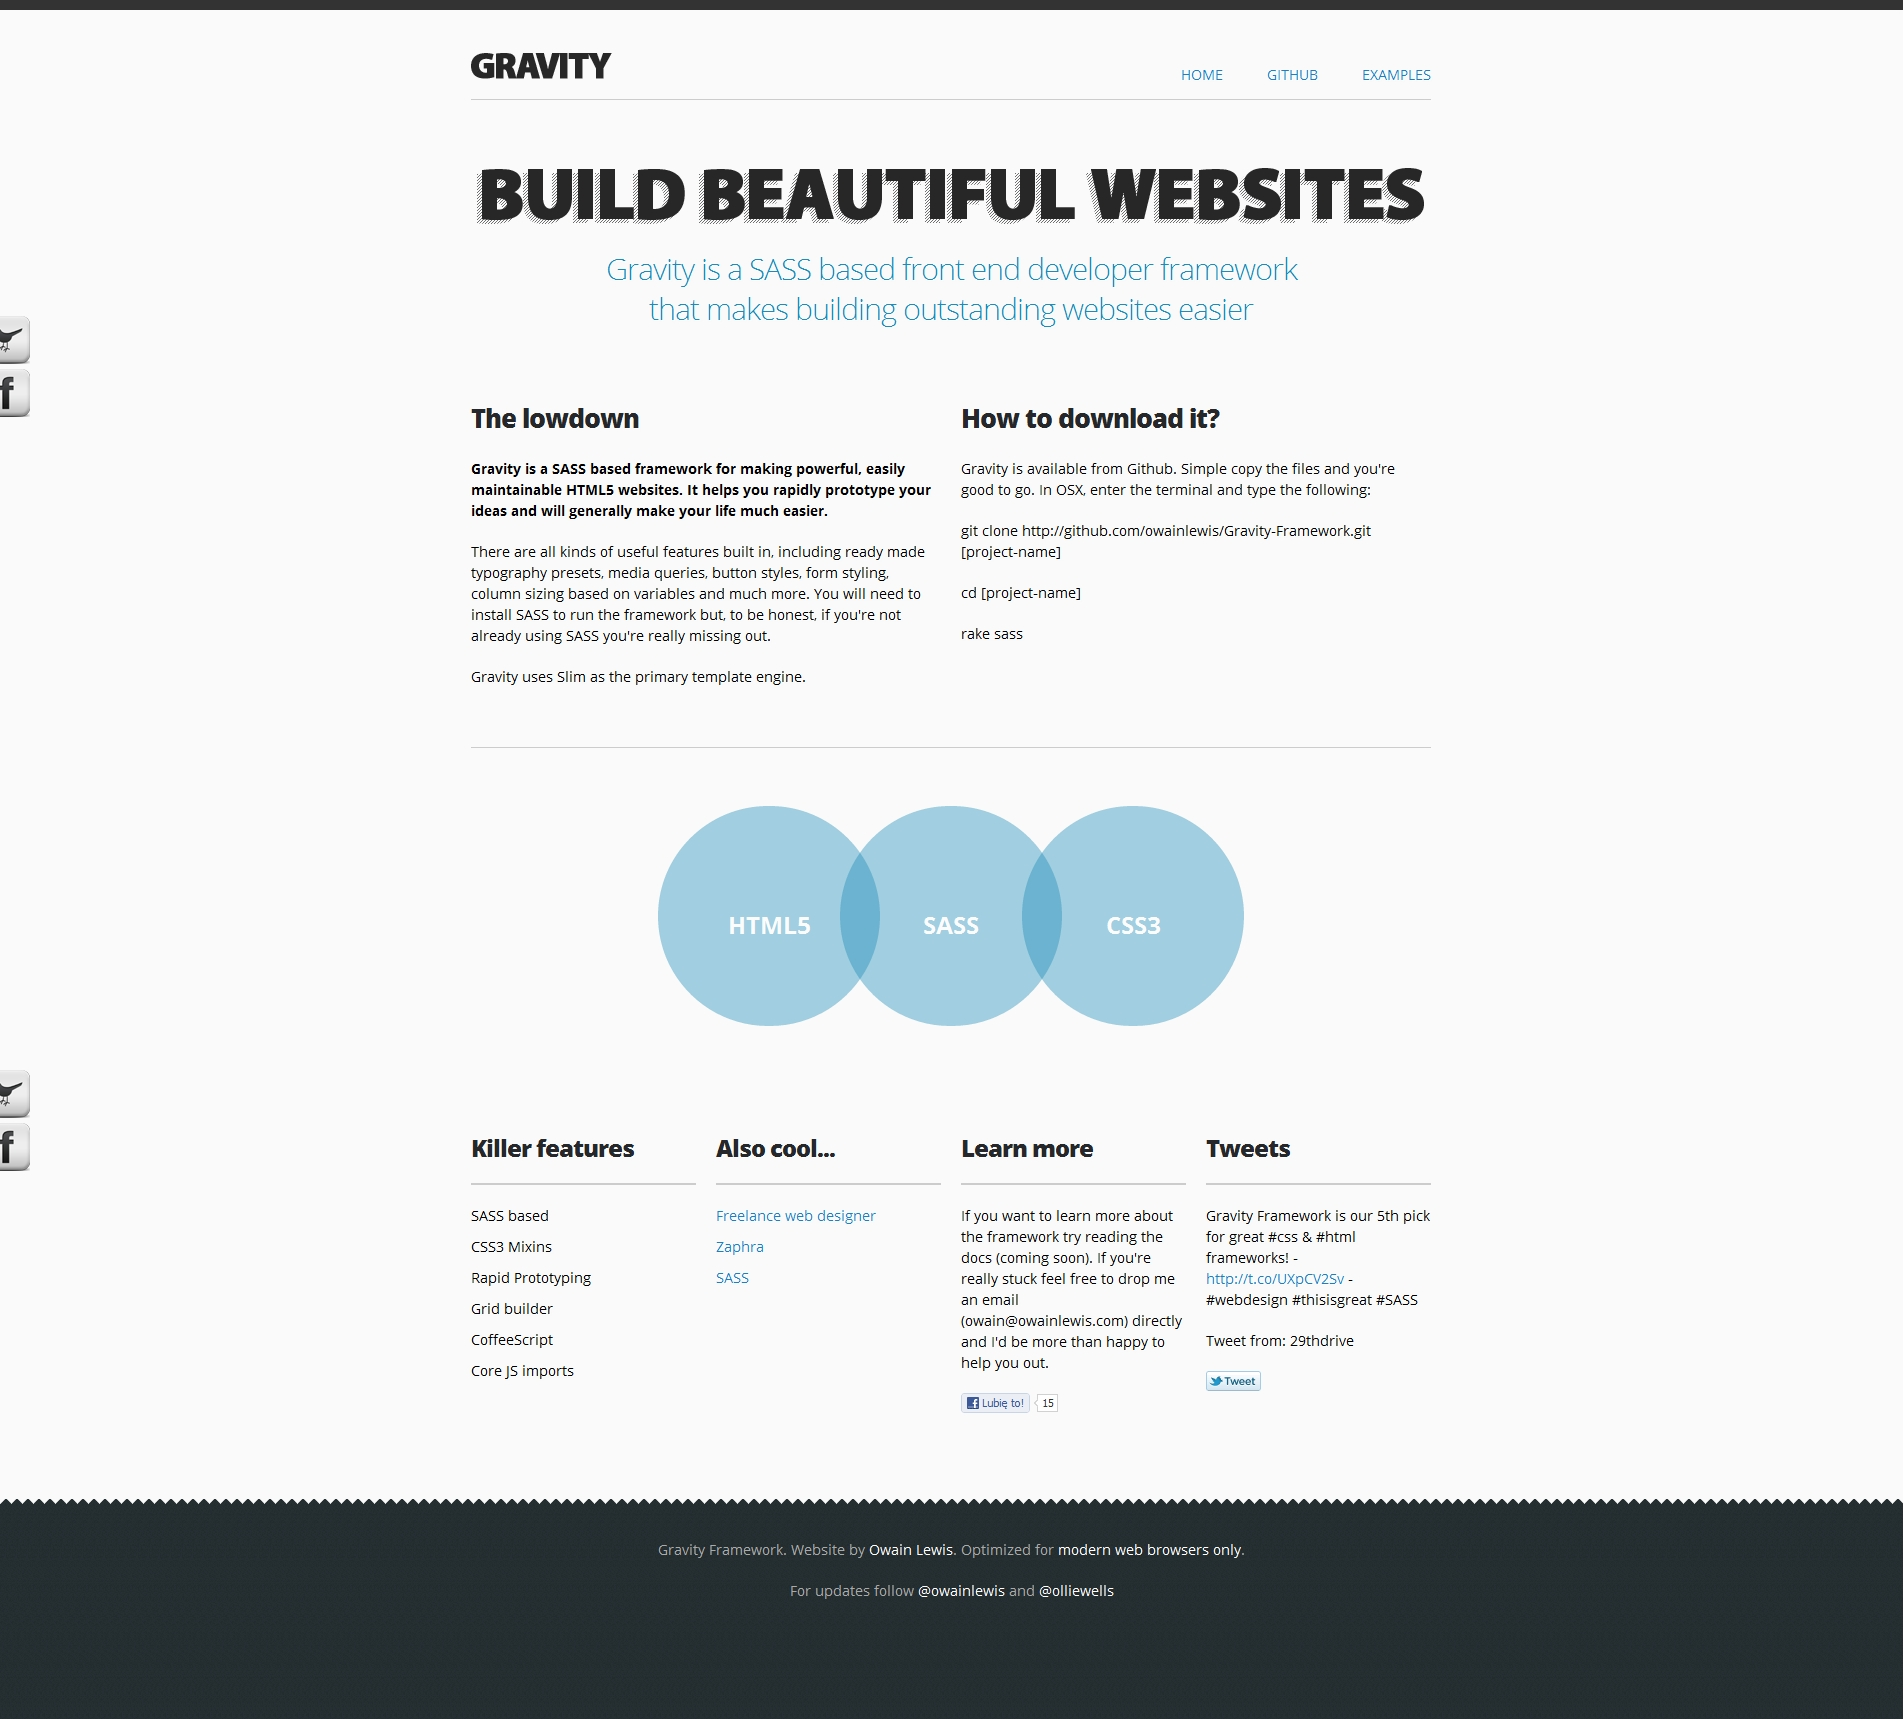 GRAVITY
HOME GITHUB EXAMPLES
BUILD BEAUTIFUL WEBSITES
Gravity is a SASS based front end developer framework
that makes building outstanding websites easier
The lowdown
Gravity is a SASS based framework for making powerful, easily
maintainable HTML5 websites. It helps you rapidly prototype your
ideas and will generally make your life much easier.
There are all kinds of useful features built in, including ready made
typography presets, media queries, button styles, form styling,
column sizing based on variables and much more. You will need to
install SASS to run the framework but, to be honest, if you're not
already using SASS you're really missing out.
Gravity uses Slim as the primary template engine.
How to download it?
Gravity is available from Github. Simple copy the files and you're
good to go. In OSX, enter the terminal and type the following:
git clone http://github.com/owainlewis/Gravity-Framework.git
[project-name]
cd [project-name]
rake sass
HTML5
SASS
CSS3
Killer features
SASS based
CSS3 Mixins
Rapid Prototyping
Grid builder
CoffeeScript
Core JS imports
Also cool...
Freelance web designer
Zaphra
SASS
Learn more
If you want to learn more about
the framework try reading the
docs (coming soon). If you're
really stuck feel free to drop me
an email
(owain@owainlewis.com) directly
and I'd be more than happy to
help you out.
Lubię to! 15
Tweets
Gravity Framework is our 5th pick
for great #css & #html
frameworks! -
http://t.co/UXpCV2Sv -
#webdesign #thisisgreat #SASS
Tweet from: 29thdrive
Tweet
Gravity Framework. Website by Owain Lewis. Optimized for modern web browsers only.
For updates follow @owainlewis and @olliewells